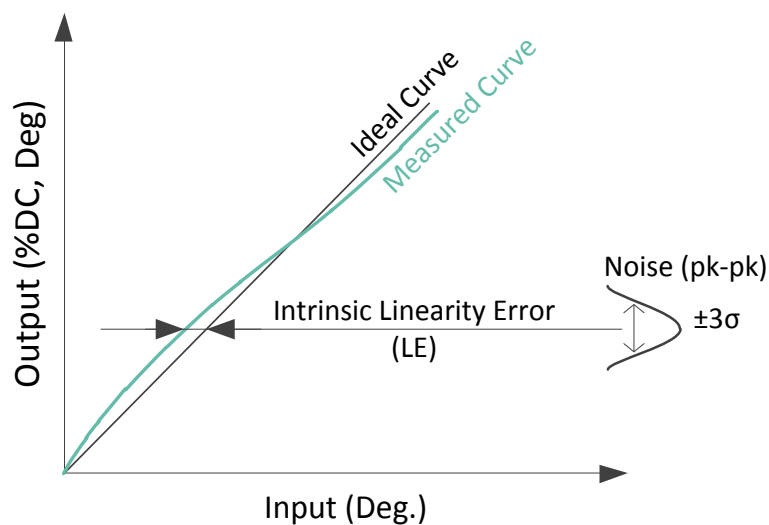 Output (%DC, Deg)
Ideal Curve
Measured Curve
Noise (pk-pk)
±3σ
Intrinsic Linearity Error
(LE)
Input (Deg.)